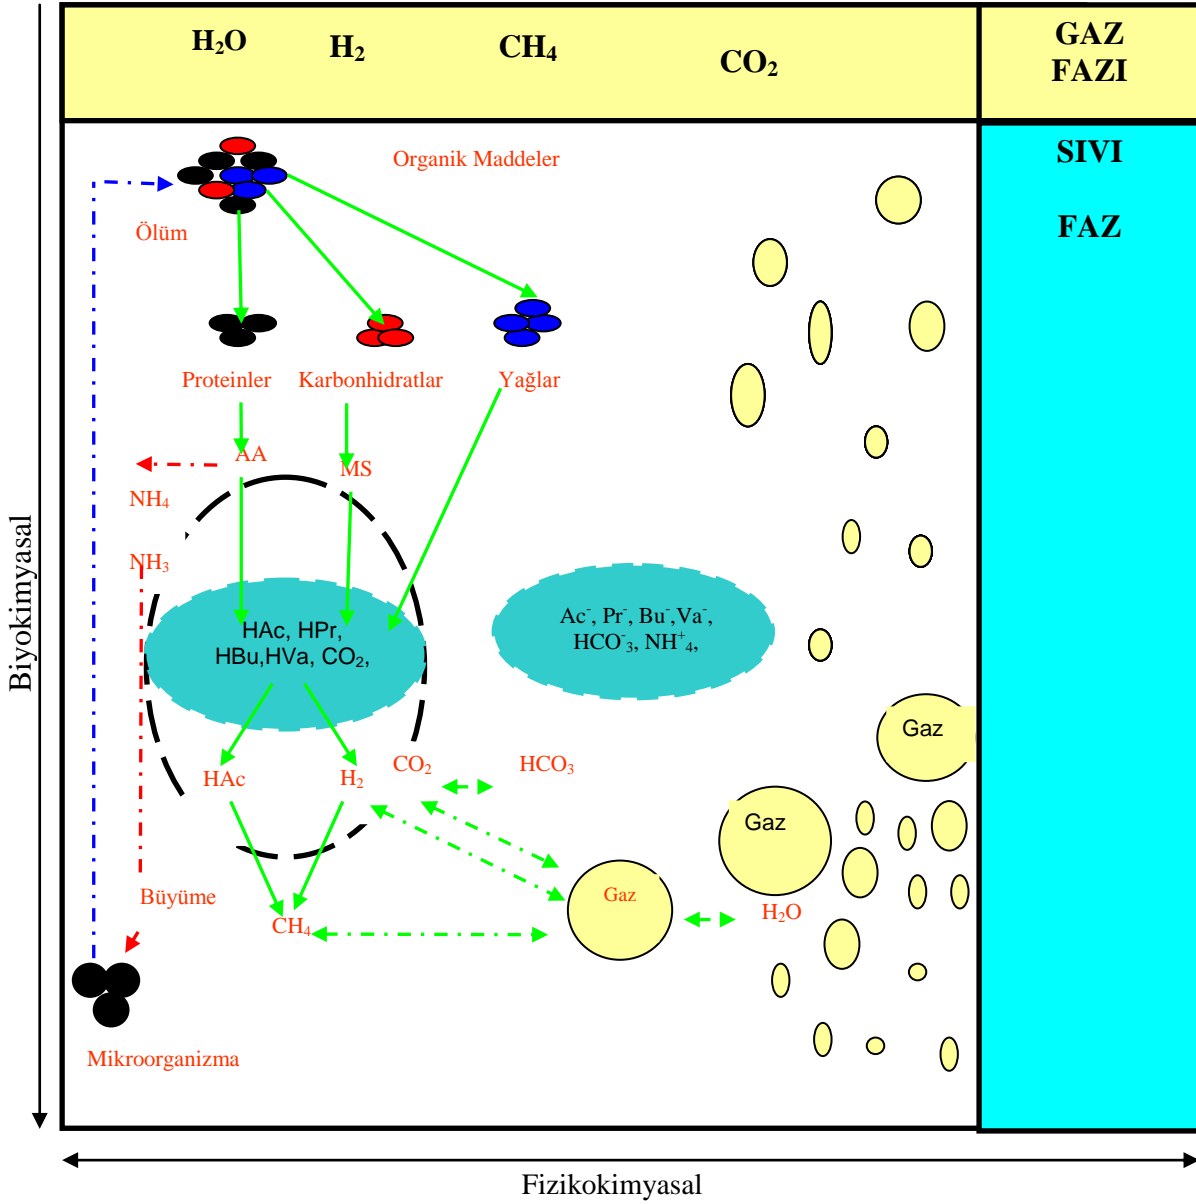 H₂O H₂ CH₄ CO₂
GAZ
FAZI
SIVI
FAZ
Organik Maddeler
Ölüm
Proteinler Karbonhidratlar Yağlar
AA MS
NH₄
NH₃
HAc, HPr,
HBu,HVa, CO₂,
Ac⁻, Pr⁻, Bu⁻,Va⁻,
HCO⁻₃, NH⁺₄,
Gaz
HAc H₂ CO₂ HCO₃
Gaz
Gaz
H₂O
Büyüme
CH₄
Mikroorganizma
Biyokimyasal
Fizikokimyasal